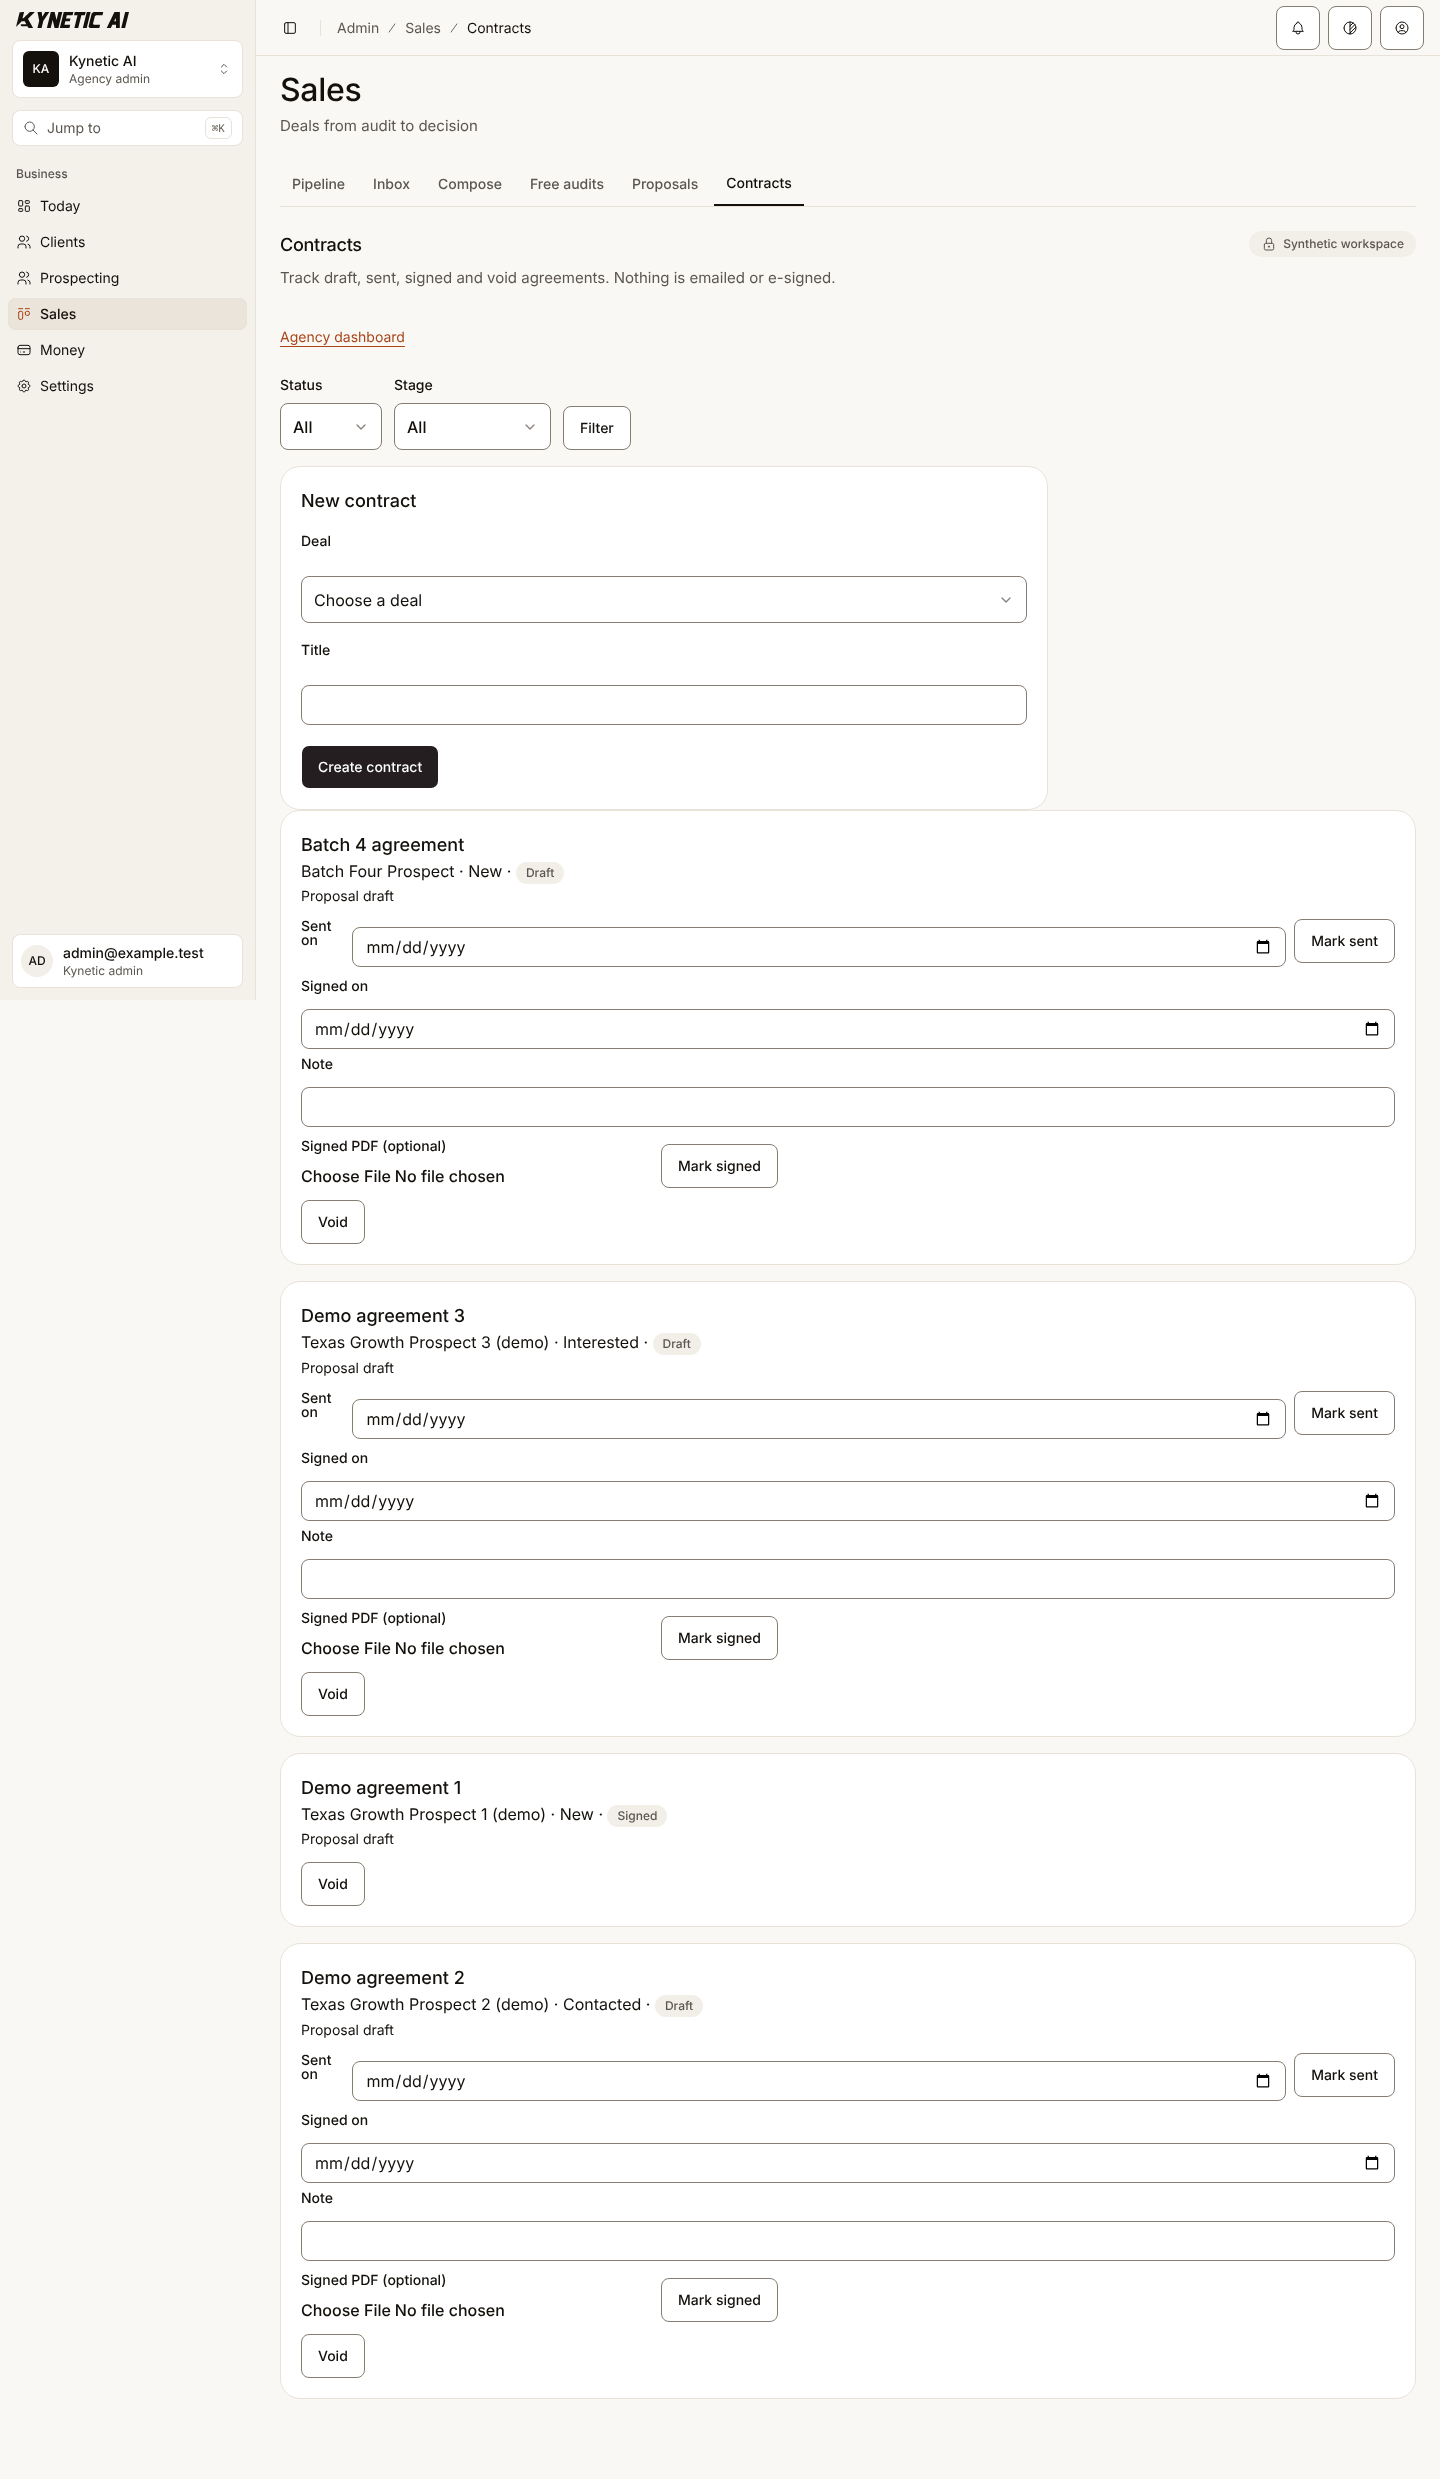 KYNETIC AI
KA
Kynetic AI
Agency admin
Jump to
⌘K
Business
Today
Clients
Prospecting
Sales
Money
Settings
AD
admin@example.test
Kynetic admin
Admin / Sales / Contracts
Sales
Deals from audit to decision
Pipeline Inbox Compose Free audits Proposals Contracts
Contracts
Synthetic workspace
Track draft, sent, signed and void agreements. Nothing is emailed or e-signed.
Agency dashboard
Status Stage
All All Filter
New contract
Deal
Choose a deal
Title
Create contract
Batch 4 agreement
Batch Four Prospect · New · Draft
Proposal draft
Sent
on
mm/dd/yyyy
Mark sent
Signed on
mm/dd/yyyy
Note
Signed PDF (optional)
Choose File No file chosen
Mark signed
Void
Demo agreement 3
Texas Growth Prospect 3 (demo) · Interested · Draft
Proposal draft
Sent
on
mm/dd/yyyy
Mark sent
Signed on
mm/dd/yyyy
Note
Signed PDF (optional)
Choose File No file chosen
Mark signed
Void
Demo agreement 1
Texas Growth Prospect 1 (demo) · New · Signed
Proposal draft
Void
Demo agreement 2
Texas Growth Prospect 2 (demo) · Contacted · Draft
Proposal draft
Sent
on
mm/dd/yyyy
Mark sent
Signed on
mm/dd/yyyy
Note
Signed PDF (optional)
Choose File No file chosen
Mark signed
Void